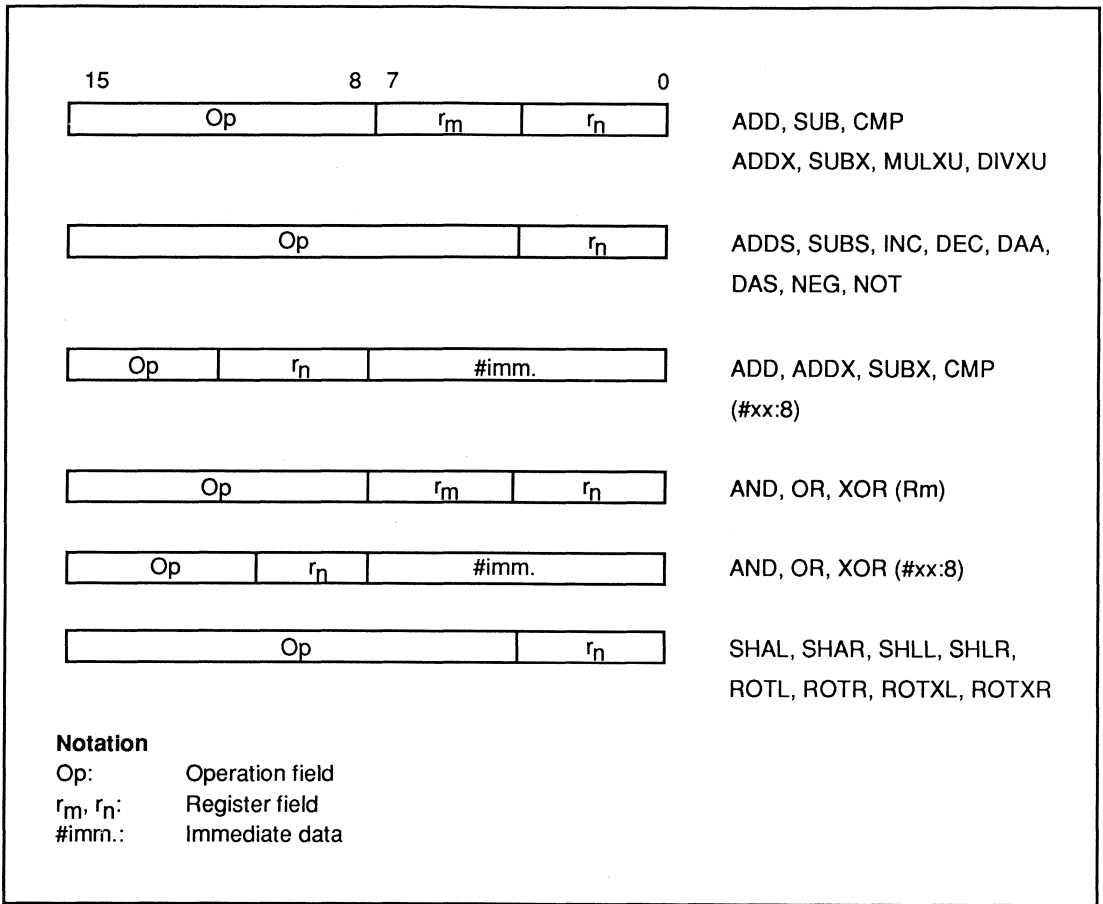 15 8 7 0
Op rm rn ADD, SUB, CMP
ADDX, SUBX, MULXU, DIVXU
Op rn ADDS, SUBS, INC, DEC, DAA,
DAS, NEG, NOT
Op rn #imm. ADD, ADDX, SUBX, CMP
(#xx:8)
Op rm rn AND, OR, XOR (Rm)
Op rn #imm. AND, OR, XOR (#xx:8)
Op rn SHAL, SHAR, SHLL, SHLR,
ROTL, ROTR, ROTXL, ROTXR
Notation
Op: Operation field
rm, rn: Register field
#imm.: Immediate data